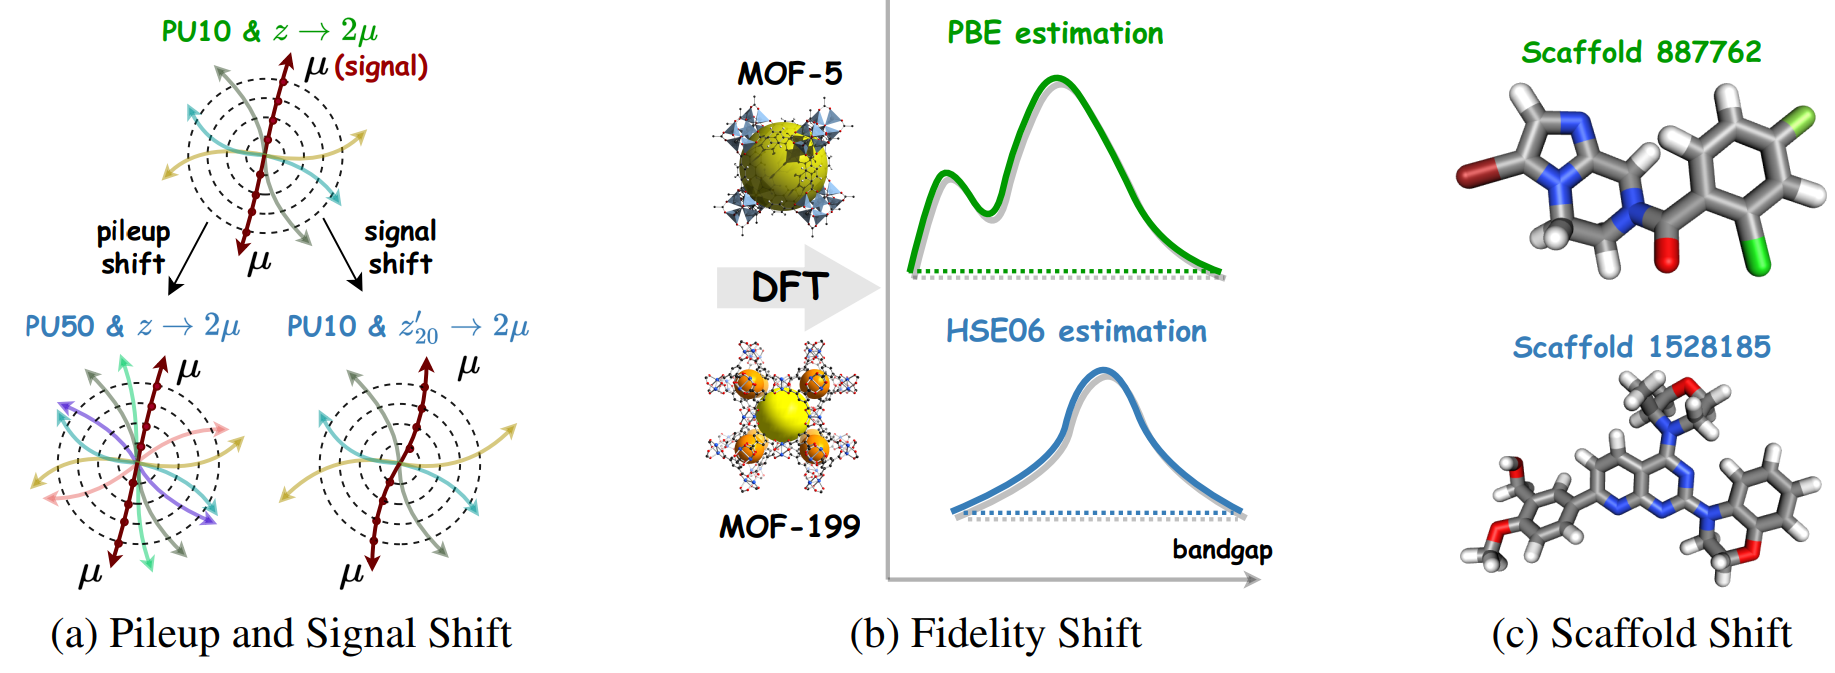 PU10 & z → 2μ
μ (signal)
μ
pileup
shift
signal
shift
PU50 & z → 2μ
μ
μ
PU10 & z′₂₀ → 2μ
μ
μ
(a) Pileup and Signal Shift
MOF-5
DFT
MOF-199
PBE estimation
HSE06 estimation
bandgap
(b) Fidelity Shift
Scaffold 887762
Scaffold 1528185
(c) Scaffold Shift